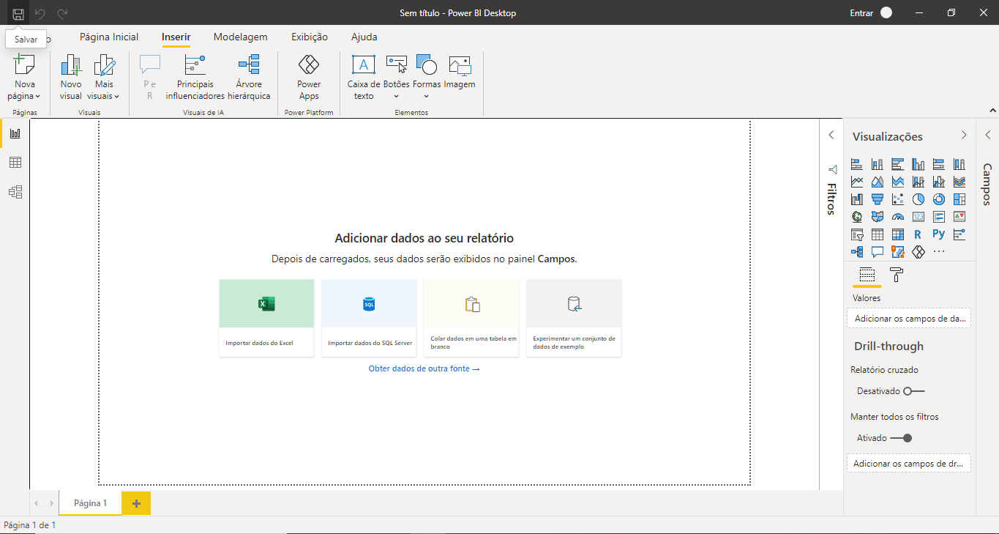 Sem título - Power BI Desktop
Entrar
Salvar
o
Página Inicial
Inserir
Modelagem
Exibição
Ajuda
Nova
página
Novo
visual
Mais
visuais
P e
R
Principais
influenciadores
Árvore
hierárquica
Power
Apps
Caixa de
texto
Botões
Formas
Imagem
Páginas
Visuais
Visuais de IA
Power Platform
Elementos
Filtros
Visualizações
Campos
123
R
Py
Adicionar dados ao seu relatório
Depois de carregados, seus dados serão exibidos no painel Campos.
SQL
Importar dados do Excel
Importar dados do SQL Server
Colar dados em uma tabela em
branco
Experimentar um conjunto de
dados de exemplo
Obter dados de outra fonte →
Valores
Adicionar os campos de da...
Drill-through
Relatório cruzado
Desativado
Manter todos os filtros
Ativado
Adicionar os campos de dr...
Página 1
Página 1 de 1